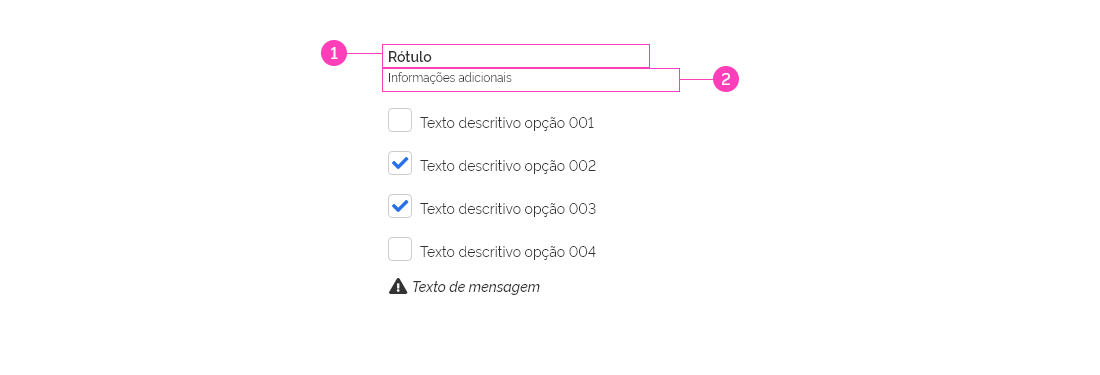 1
Rótulo
Informações adicionais
2
Texto descritivo opção 001
Texto descritivo opção 002
Texto descritivo opção 003
Texto descritivo opção 004
Texto de mensagem